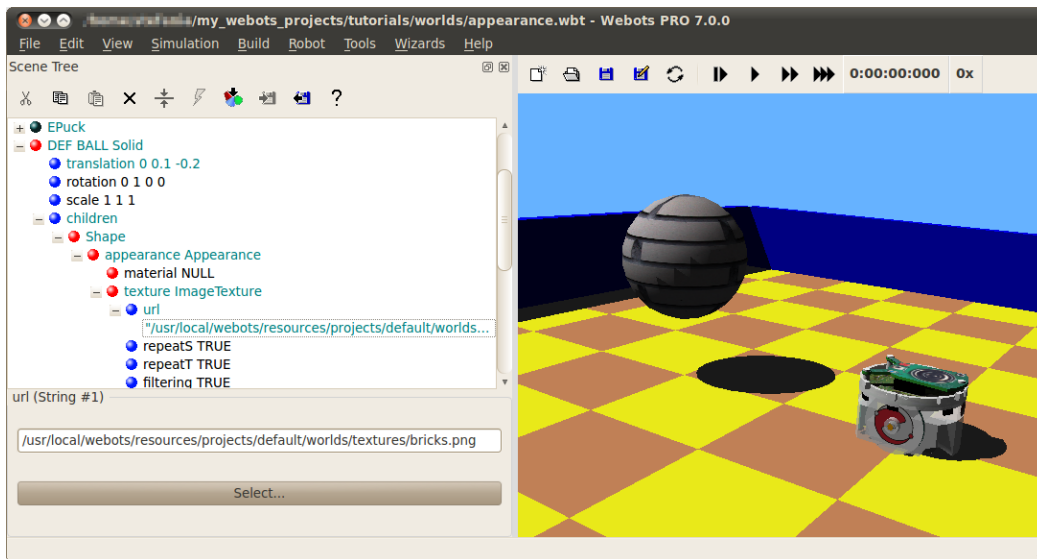 /my_webots_projects/tutorials/worlds/appearance.wbt - Webots PRO 7.0.0
File Edit View Simulation Build Robot Tools Wizards Help
Scene Tree
0:00:00:000 0x
EPuck
DEF BALL Solid
translation 0 0.1 -0.2
rotation 0 1 0 0
scale 1 1 1
children
Shape
appearance Appearance
material NULL
texture ImageTexture
url
"/usr/local/webots/resources/projects/default/worlds...
repeatS TRUE
repeatT TRUE
filtering TRUE
url (String #1)
/usr/local/webots/resources/projects/default/worlds/textures/bricks.png
Select...